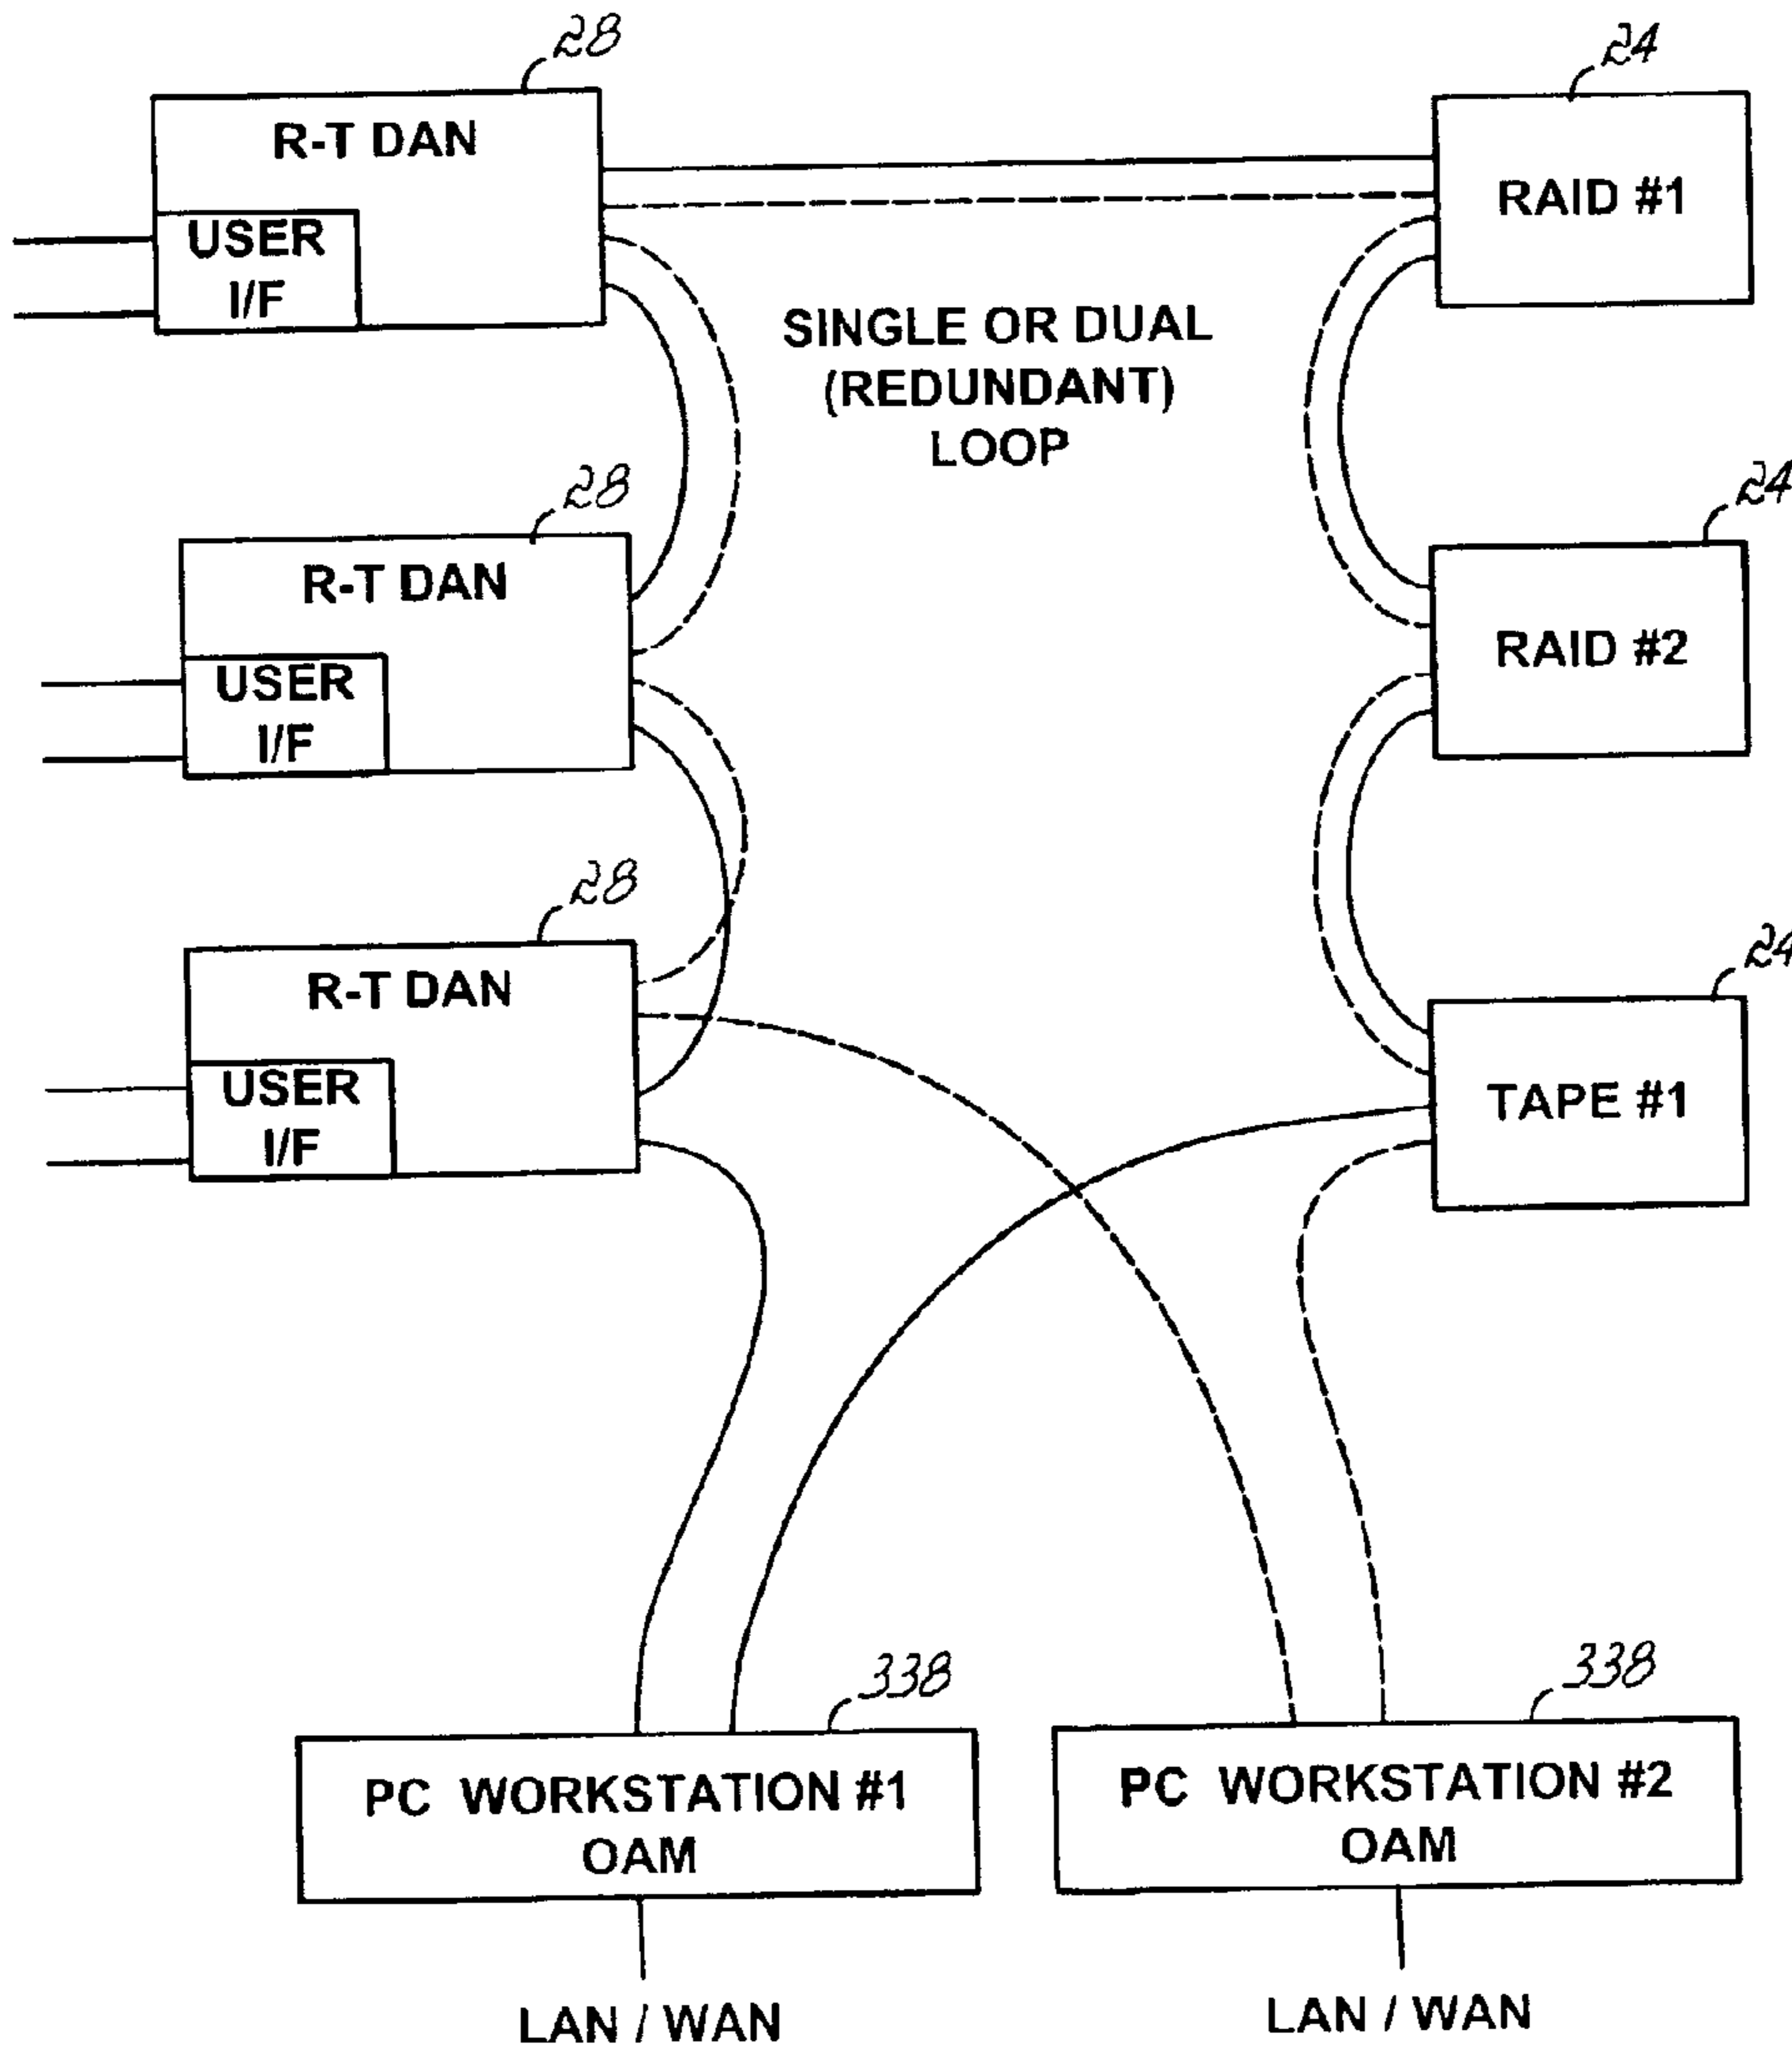 28
24
R-T DAN
RAID #1
USER
I/F
SINGLE OR DUAL
(REDUNDANT)
LOOP
28
24
R-T DAN
RAID #2
USER
I/F
28
24
R-T DAN
TAPE #1
USER
I/F
338
338
PC WORKSTATION #1
OAM
PC WORKSTATION #2
OAM
LAN / WAN
LAN / WAN